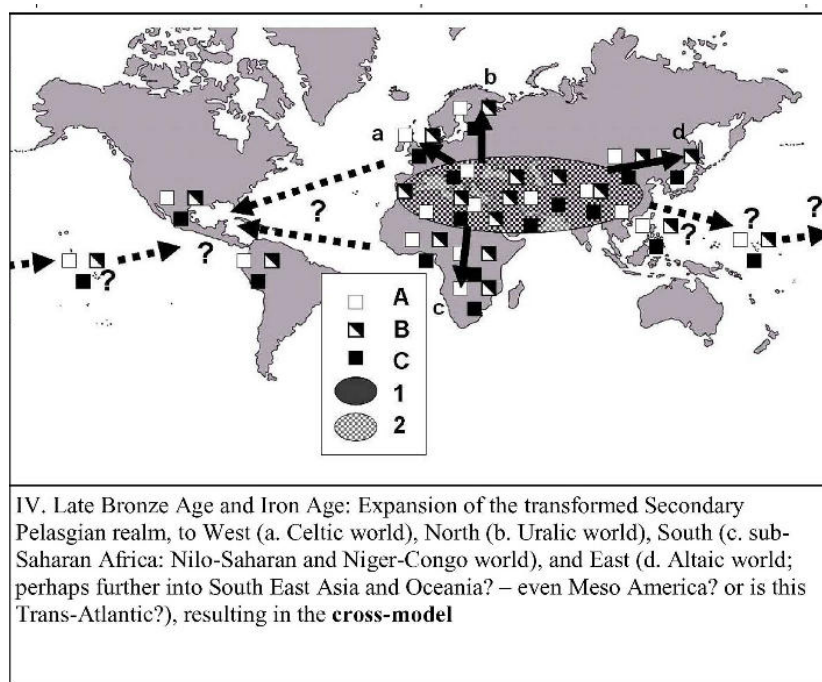 b
a
d
?
?
?
?
?
?
A
B
C
1
2
c
IV. Late Bronze Age and Iron Age: Expansion of the transformed Secondary
Pelasgian realm, to West (a. Celtic world), North (b. Uralic world), South (c. sub-
Saharan Africa: Nilo-Saharan and Niger-Congo world), and East (d. Altaic world;
perhaps further into South East Asia and Oceania? – even Meso America? or is this
Trans-Atlantic?), resulting in the cross-model